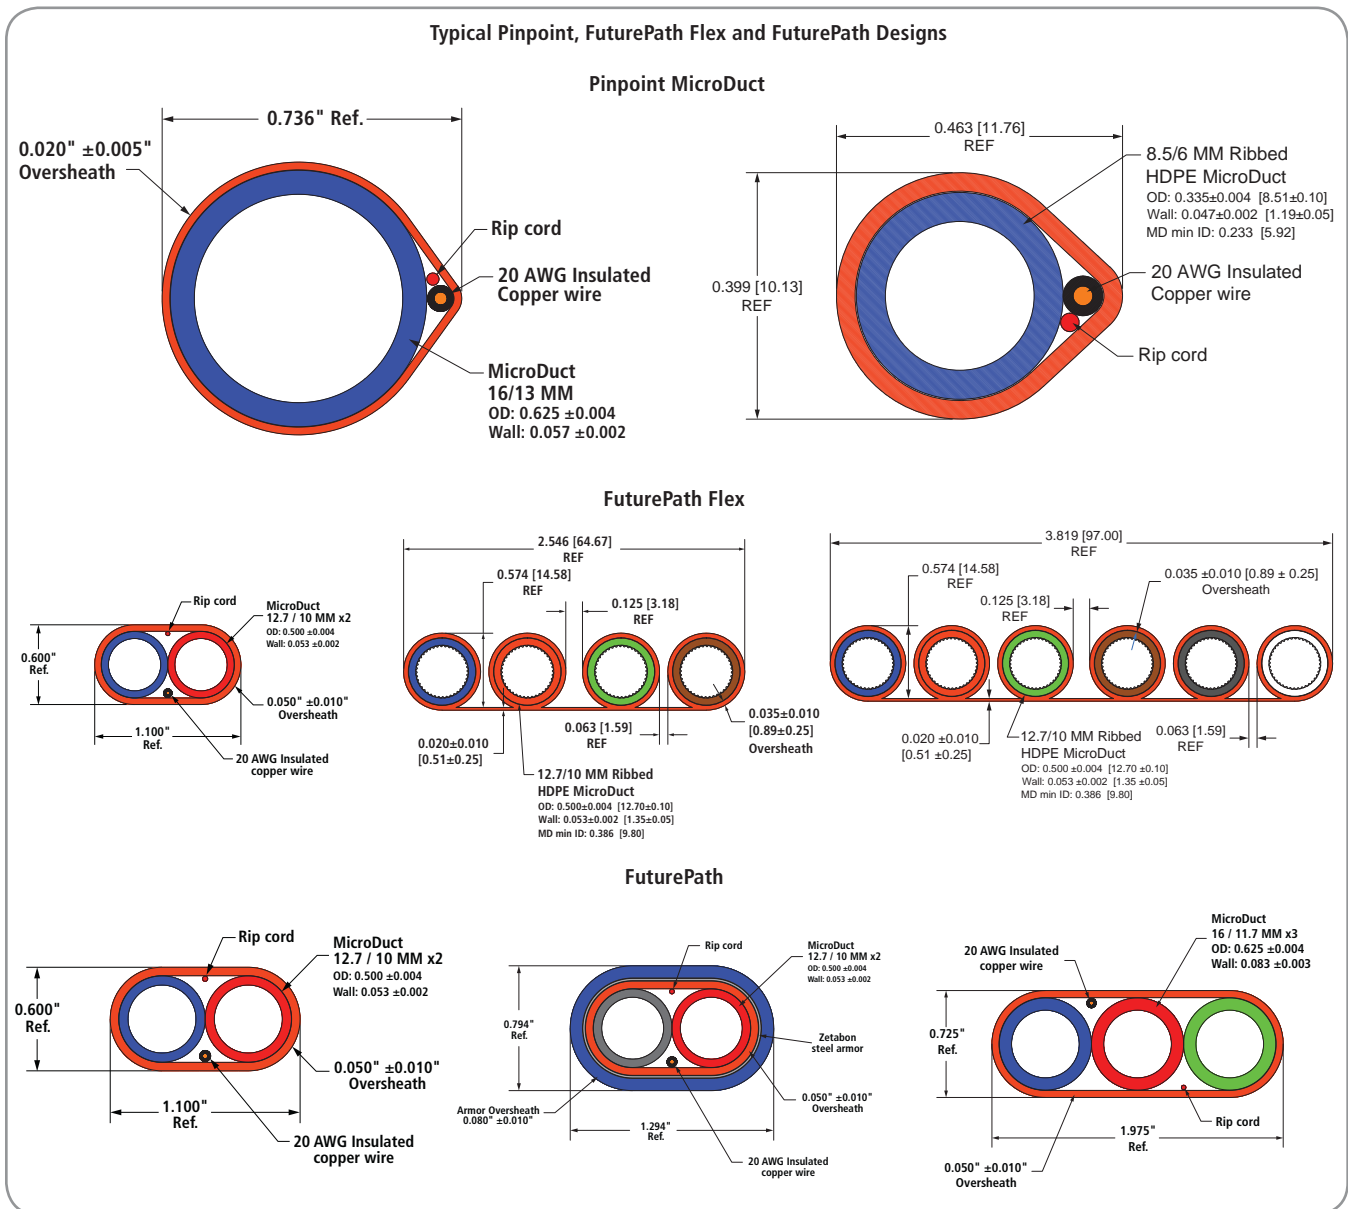 Typical Pinpoint, FuturePath Flex and FuturePath Designs
Pinpoint MicroDuct
0.736" Ref.
0.020" ±0.005"
Oversheath
Rip cord
20 AWG Insulated
Copper wire
MicroDuct
16/13 MM
OD: 0.625 ±0.004
Wall: 0.057 ±0.002
0.463 [11.76]
REF
0.399 [10.13]
REF
8.5/6 MM Ribbed
HDPE MicroDuct
OD: 0.335±0.004 [8.51±0.10]
Wall: 0.047±0.002 [1.19±0.05]
MD min ID: 0.233 [5.92]
20 AWG Insulated
Copper wire
Rip cord
FuturePath Flex
Rip cord
MicroDuct
12.7 / 10 MM x2
OD: 0.500 ±0.004
Wall: 0.053 ±0.002
0.600"
Ref.
0.050" ±0.010"
Oversheath
1.100"
Ref.
20 AWG Insulated
copper wire
2.546 [64.67]
REF
0.574 [14.58]
REF
0.125 [3.18]
REF
0.020±0.010
[0.51±0.25]
0.063 [1.59]
REF
0.035±0.010
[0.89±0.25]
Oversheath
12.7/10 MM Ribbed
HDPE MicroDuct
OD: 0.500±0.004 [12.70±0.10]
Wall: 0.053±0.002 [1.35±0.05]
MD min ID: 0.386 [9.80]
3.819 [97.00]
REF
0.574 [14.58]
REF
0.125 [3.18]
REF
0.035 ±0.010 [0.89 ± 0.25]
Oversheath
0.020 ±0.010
[0.51 ±0.25]
0.063 [1.59]
REF
12.7/10 MM Ribbed
HDPE MicroDuct
OD: 0.500 ±0.004 [12.70 ±0.10]
Wall: 0.053 ±0.002 [1.35 ±0.05]
MD min ID: 0.386 [9.80]
FuturePath
Rip cord
MicroDuct
12.7 / 10 MM x2
OD: 0.500 ±0.004
Wall: 0.053 ±0.002
0.600"
Ref.
0.050" ±0.010"
Oversheath
1.100"
Ref.
20 AWG Insulated
copper wire
Rip cord
MicroDuct
12.7 / 10 MM x2
OD: 0.500 ±0.004
Wall: 0.053 ±0.002
0.794"
Ref.
Zetabon
steel armor
0.050" ±0.010"
Oversheath
Armor Oversheath
0.080" ±0.010"
1.294"
Ref.
20 AWG Insulated
copper wire
MicroDuct
16 / 11.7 MM x3
OD: 0.625 ±0.004
Wall: 0.083 ±0.003
20 AWG Insulated
copper wire
0.725"
Ref.
Rip cord
1.975"
Ref.
0.050" ±0.010"
Oversheath